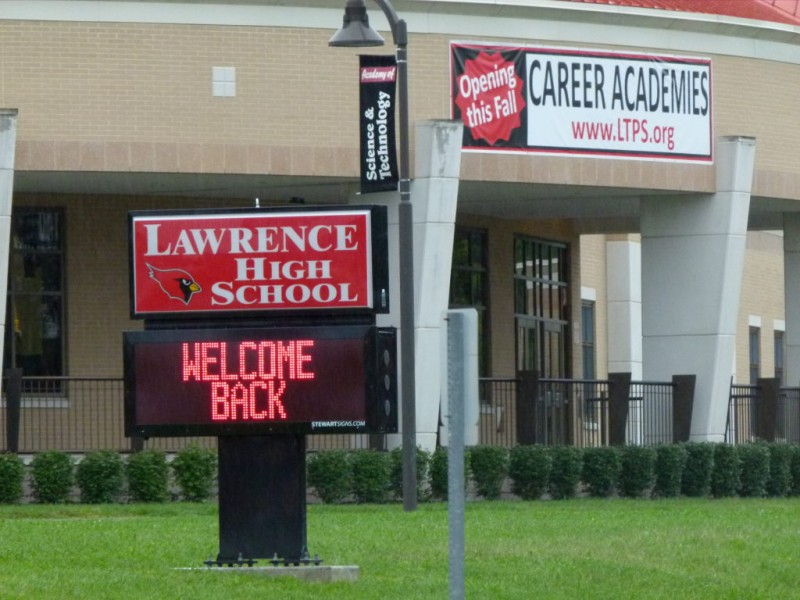 Opening
this Fall
CAREER ACADEMIES
www.LTPS.org
Academy of
Science &
Technology
LAWRENCE
HIGH
SCHOOL
WELCOME
BACK
STEWARTSIGNS.COM